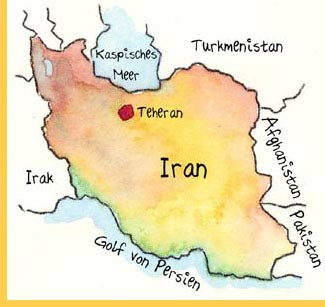 Kaspisches
Meer
Turkmenistan
Teheran
Afghanistan
Irak
Iran
Pakistan
Golf von Persien